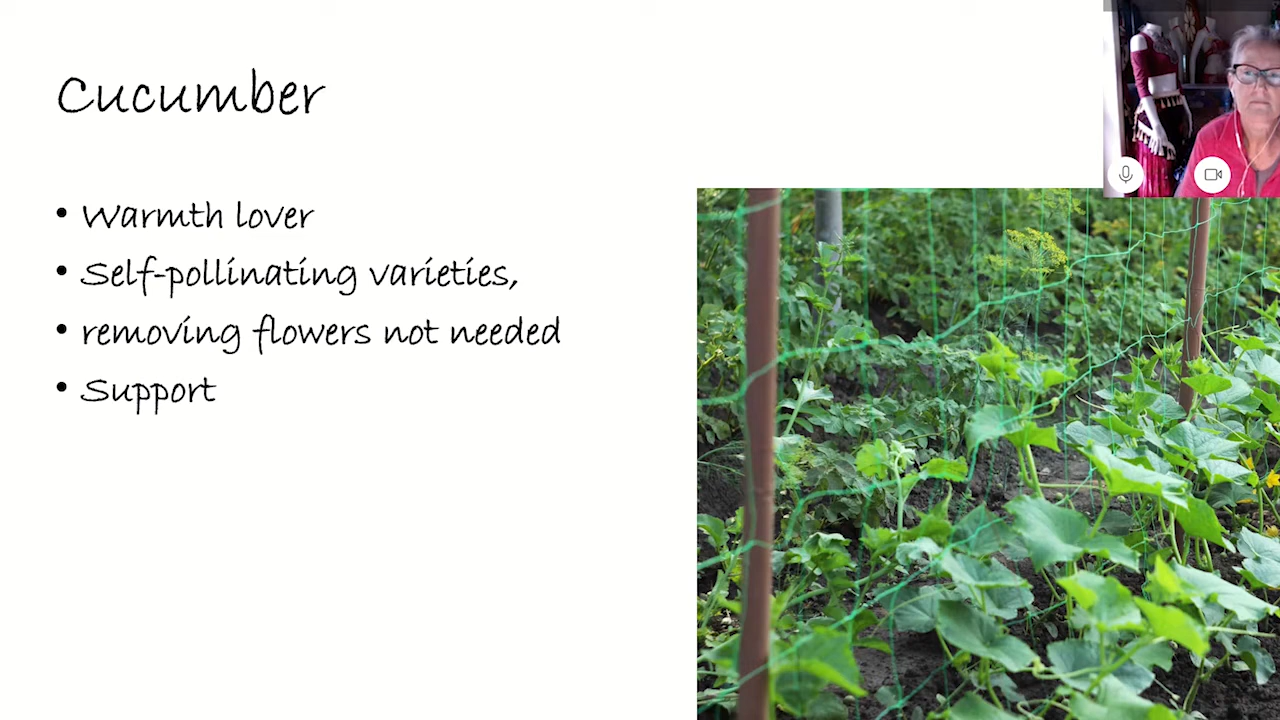 Cucumber
• Warmth lover
• Self-pollinating varieties,
• removing flowers not needed
• Support